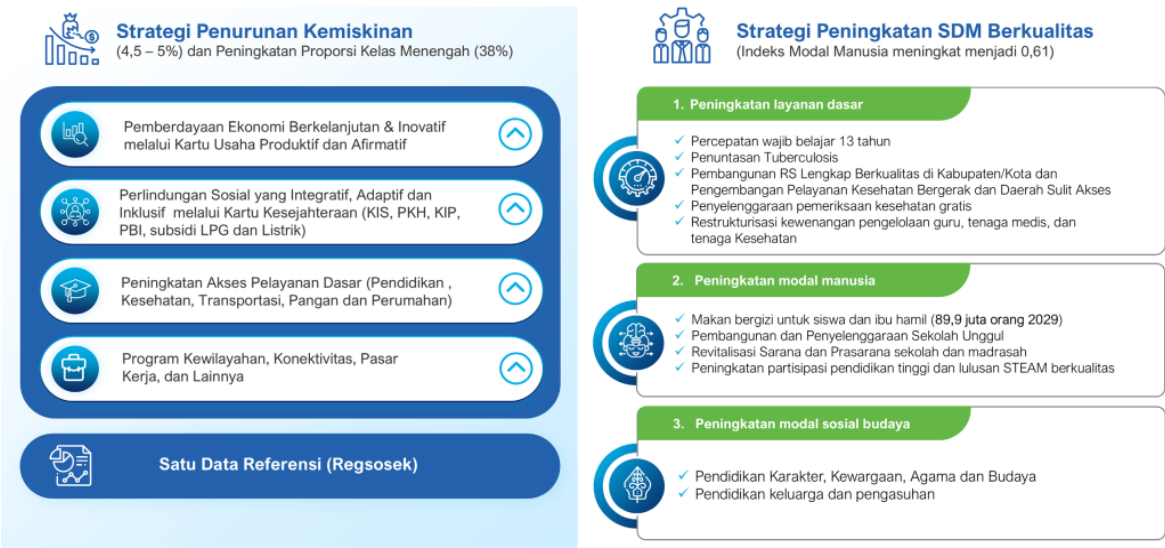 Strategi Penurunan Kemiskinan
(4,5 – 5%) dan Peningkatan Proporsi Kelas Menengah (38%)
Pemberdayaan Ekonomi Berkelanjutan & Inovatif
melalui Kartu Usaha Produktif dan Afirmatif
Perlindungan Sosial yang Integratif, Adaptif dan
Inklusif melalui Kartu Kesejahteraan (KIS, PKH, KIP,
PBI, subsidi LPG dan Listrik)
Peningkatan Akses Pelayanan Dasar (Pendidikan ,
Kesehatan, Transportasi, Pangan dan Perumahan)
Program Kewilayahan, Konektivitas, Pasar
Kerja, dan Lainnya
Satu Data Referensi (Regsosek)
Strategi Peningkatan SDM Berkualitas
(Indeks Modal Manusia meningkat menjadi 0,61)
1. Peningkatan layanan dasar
✓ Percepatan wajib belajar 13 tahun
✓ Penuntasan Tuberculosis
✓ Pembangunan RS Lengkap Berkualitas di Kabupaten/Kota dan
Pengembangan Pelayanan Kesehatan Bergerak dan Daerah Sulit Akses
✓ Penyelenggaraan pemeriksaan kesehatan gratis
✓ Restrukturisasi kewenangan pengelolaan guru, tenaga medis, dan
tenaga Kesehatan
2. Peningkatan modal manusia
✓ Makan bergizi untuk siswa dan ibu hamil (89,9 juta orang 2029)
✓ Pembangunan dan Penyelenggaraan Sekolah Unggul
✓ Revitalisasi Sarana dan Prasarana sekolah dan madrasah
✓ Peningkatan partisipasi pendidikan tinggi dan lulusan STEAM berkualitas
3. Peningkatan modal sosial budaya
✓ Pendidikan Karakter, Kewargaan, Agama dan Budaya
✓ Pendidikan keluarga dan pengasuhan